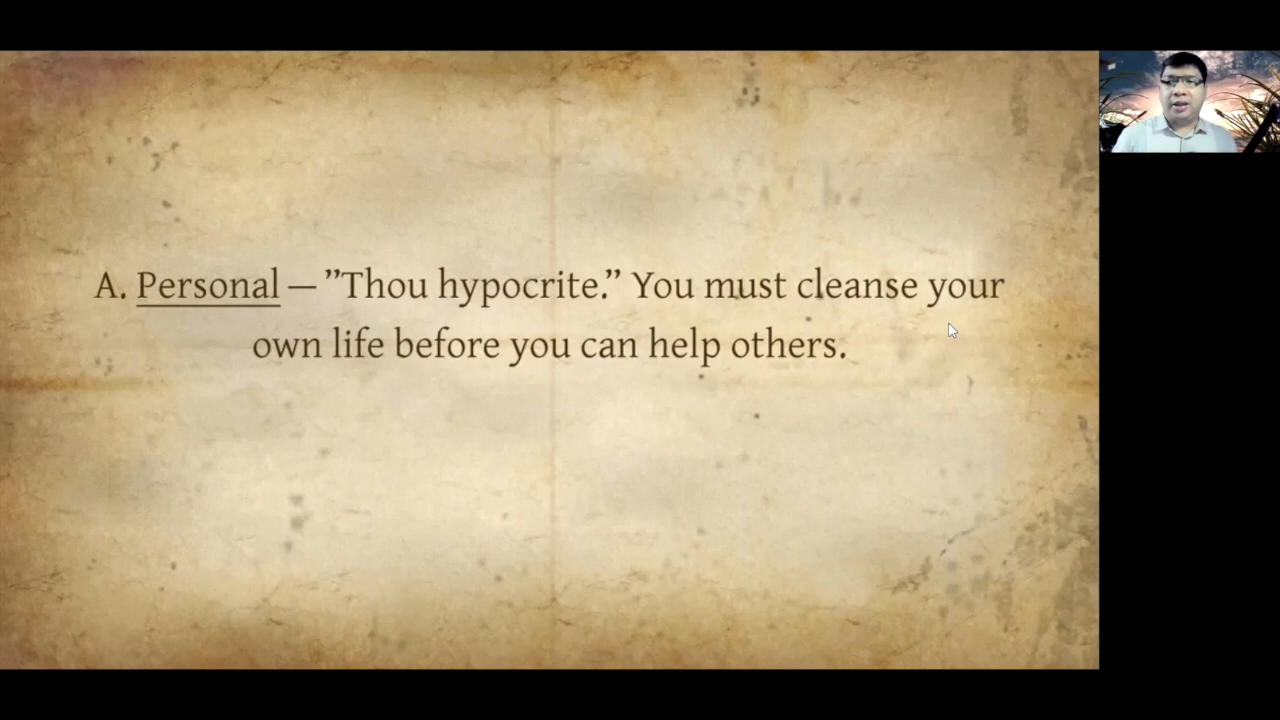 A. Personal — ”Thou hypocrite.” You must cleanse your
own life before you can help others.